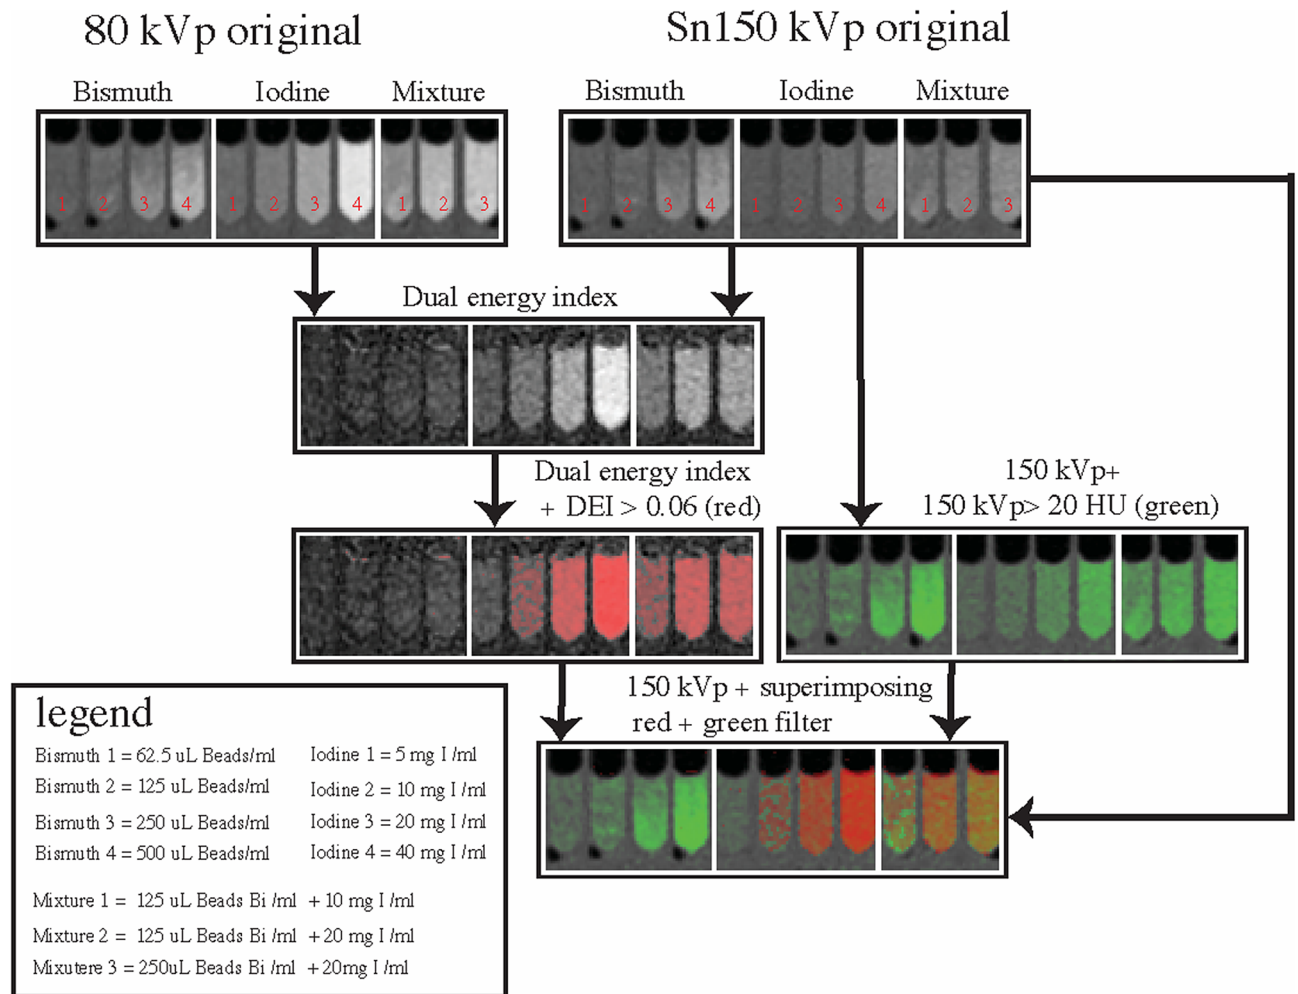 80 kVp original
Sn150 kVp original
Bismuth Iodine Mixture
Bismuth Iodine Mixture
1 2 3 4 1 2 3 4 1 2 3
1 2 3 4 1 2 3 4 1 2 3
Dual energy index
Dual energy index
+ DEI > 0.06 (red)
150 kVp+
150 kVp> 20 HU (green)
150 kVp + superimposing
red + green filter
legend
Bismuth 1 = 62.5 uL Beads/ml
Iodine 1 = 5 mg I /ml
Bismuth 2 = 125 uL Beads/ml
Iodine 2 = 10 mg I /ml
Bismuth 3 = 250 uL Beads/ml
Iodine 3 = 20 mg I /ml
Bismuth 4 = 500 uL Beads/ml
Iodine 4 = 40 mg I /ml
Mixture 1 = 125 uL Beads Bi /ml + 10 mg I /ml
Mixture 2 = 125 uL Beads Bi /ml + 20 mg I /ml
Mixutere 3 = 250uL Beads Bi /ml + 20mg I /ml